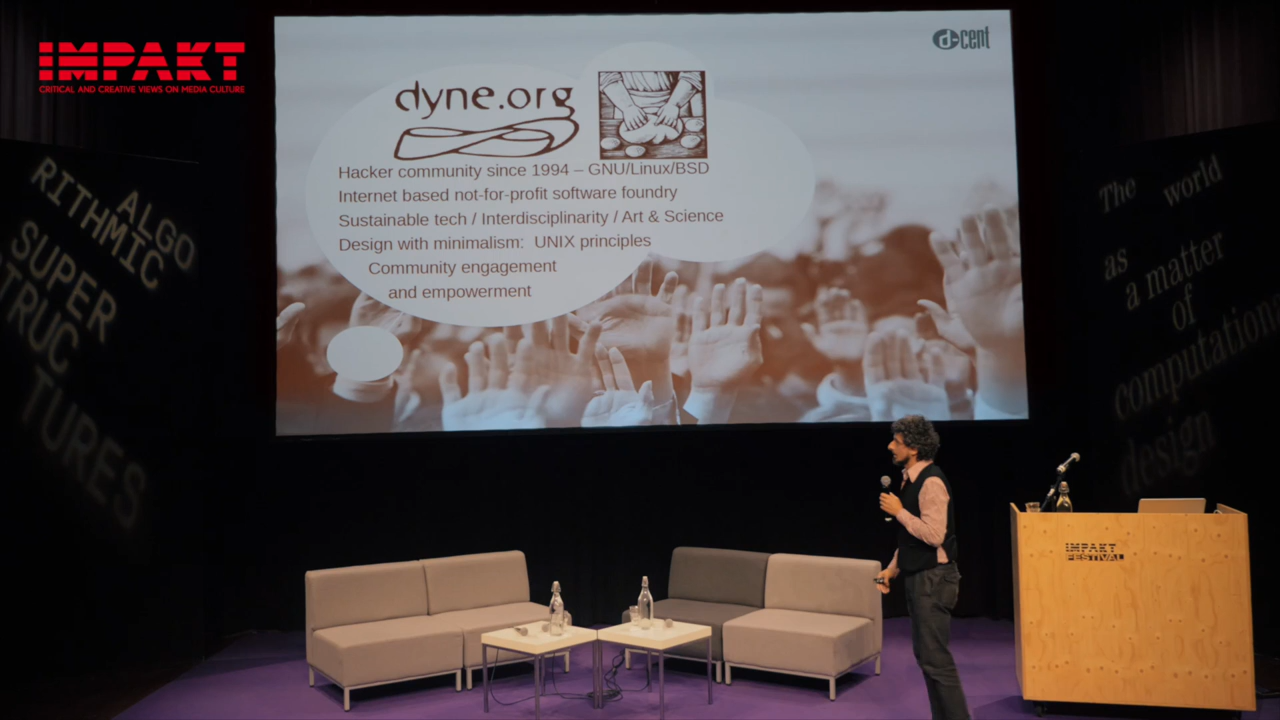 IMPAKT
CRITICAL AND CREATIVE VIEWS ON MEDIA CULTURE
d-cent
dyne.org
Hacker community since 1994 – GNU/Linux/BSD
Internet based not-for-profit software foundry
Sustainable tech / Interdisciplinarity / Art & Science
Design with minimalism: UNIX principles
Community engagement
and empowerment
ALGO
RITHMIC
SUPER
STRUC
TURES
The world
as
a matter
of
computational
design
IMPAKT
FESTIVAL